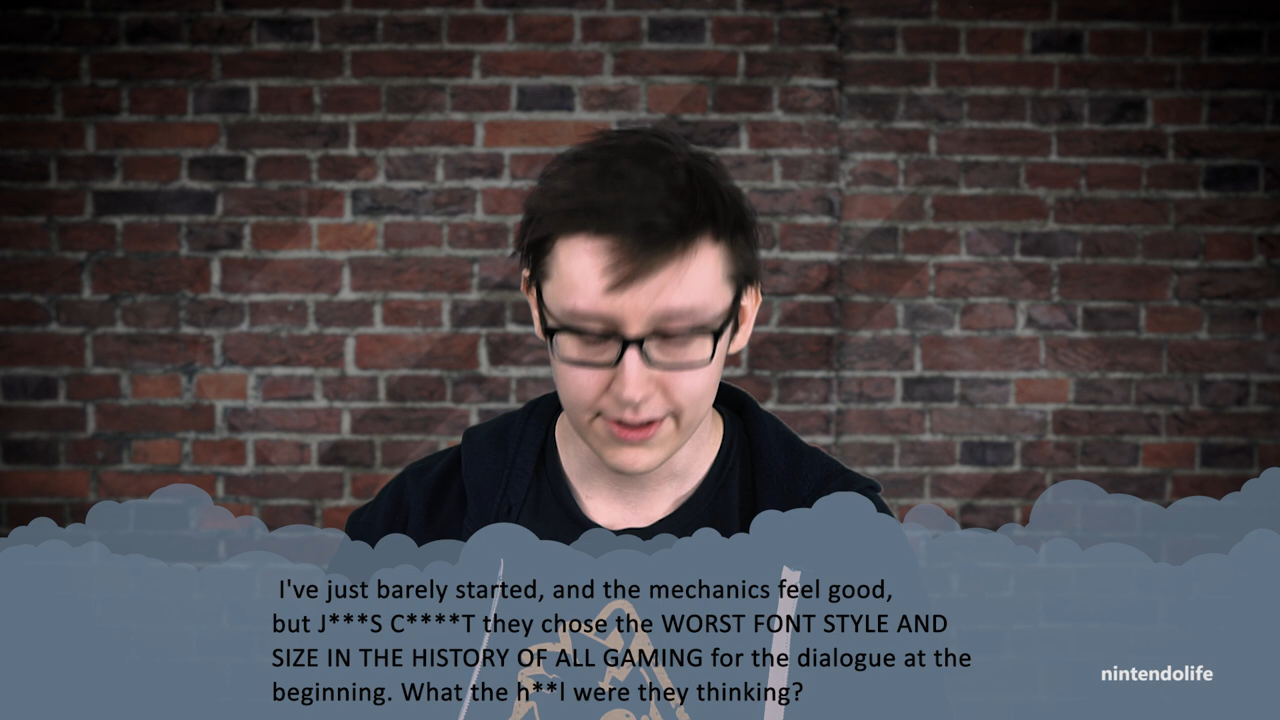 I've just barely started, and the mechanics feel good,
but J***S C****T they chose the WORST FONT STYLE AND
SIZE IN THE HISTORY OF ALL GAMING for the dialogue at the
beginning. What the h**l were they thinking?
nintendolife